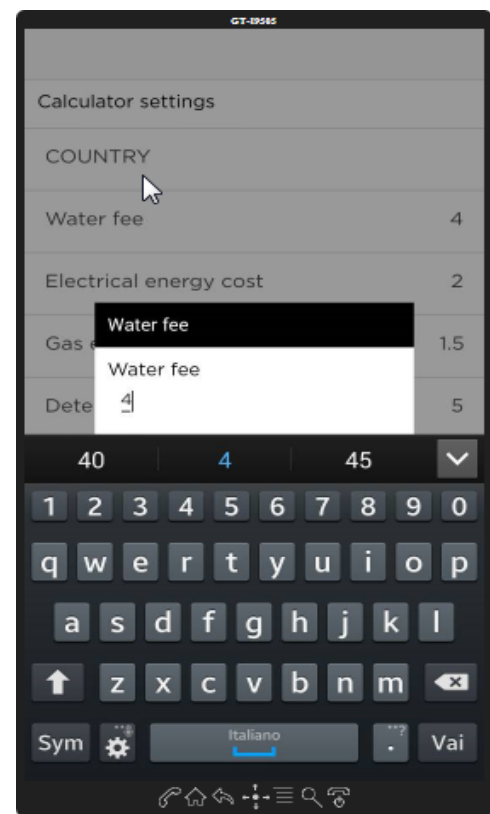 GT-I9505
Calculator settings
COUNTRY
Water fee 4
Electrical energy cost 2
Water fee
Gas e 1.5
Water fee
Dete 5
4
40 4 45
1 2 3 4 5 6 7 8 9 0
q w e r t y u i o p
a s d f g h j k l
z x c v b n m
Sym Italiano . ? Vai